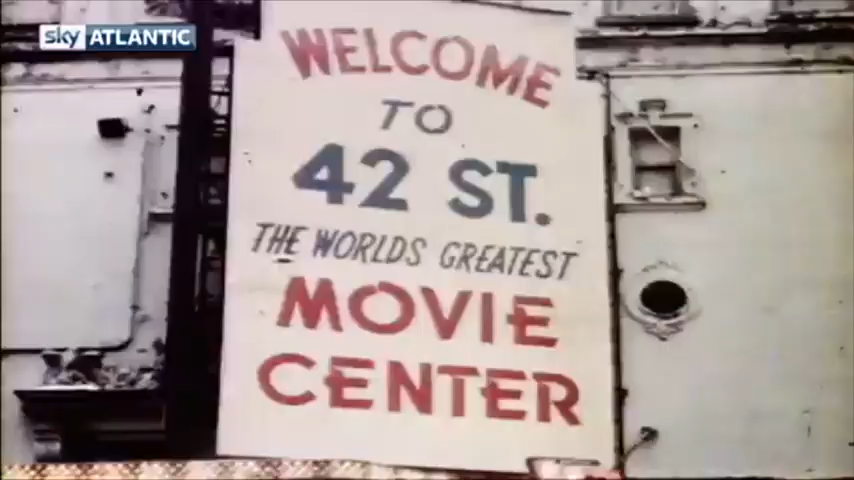 sky ATLANTIC
WELCOME
TO
42 ST.
THE WORLDS GREATEST
MOVIE
CENTER